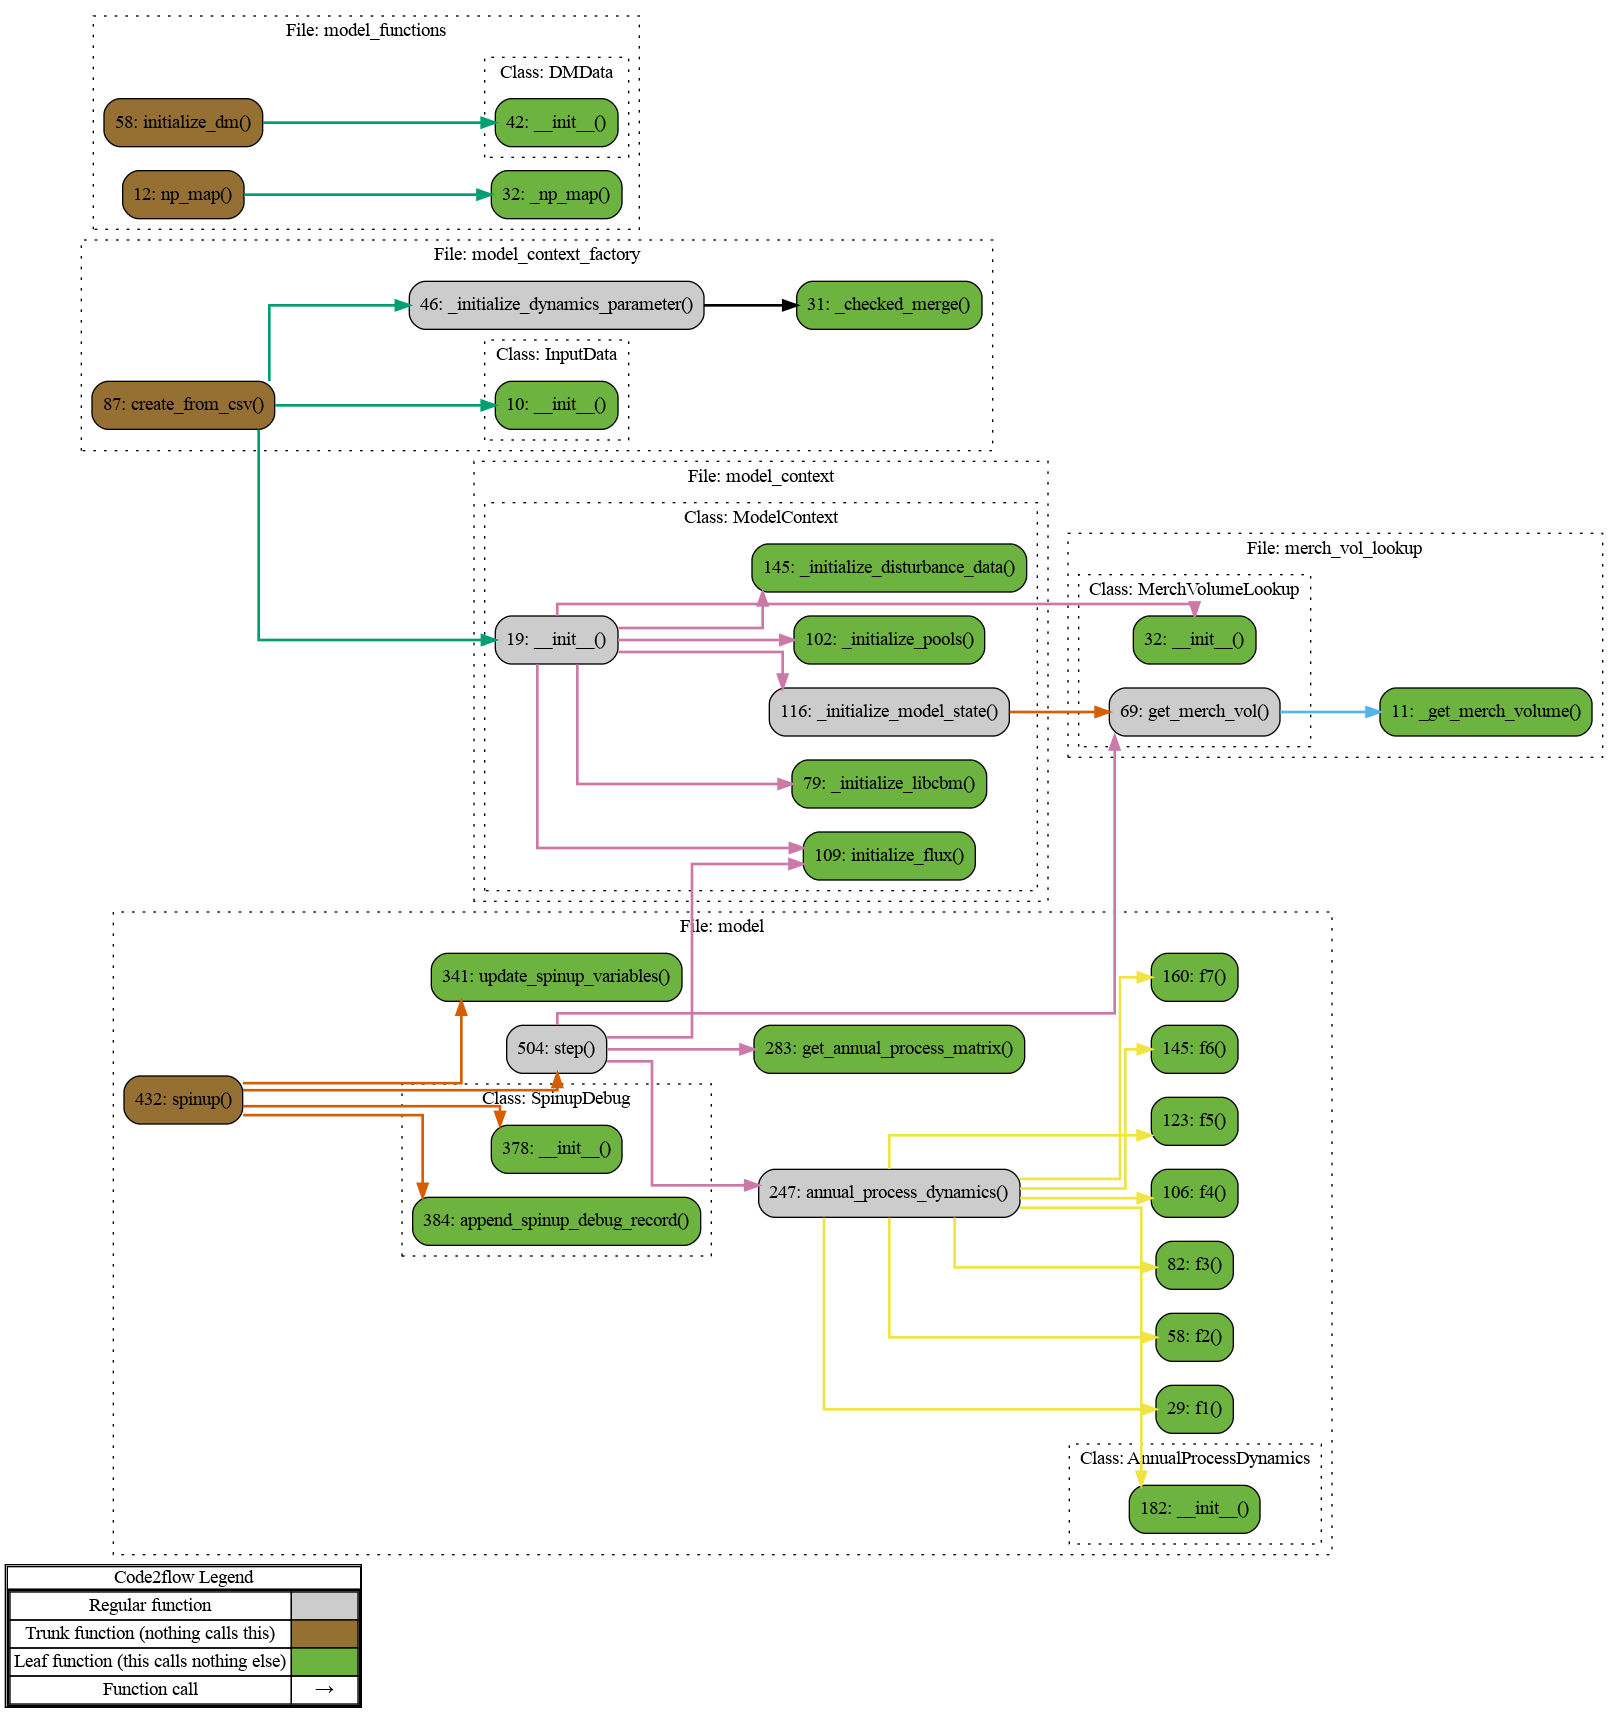 File: model_functions
Class: DMData
58: initialize_dm()
42: __init__()
12: np_map()
32: _np_map()
File: model_context_factory
46: _initialize_dynamics_parameter()
31: _checked_merge()
Class: InputData
87: create_from_csv()
10: __init__()
File: model_context
Class: ModelContext
145: _initialize_disturbance_data()
19: __init__()
102: _initialize_pools()
116: _initialize_model_state()
79: _initialize_libcbm()
109: initialize_flux()
File: merch_vol_lookup
Class: MerchVolumeLookup
32: __init__()
69: get_merch_vol()
11: _get_merch_volume()
File: model
341: update_spinup_variables()
160: f7()
504: step()
283: get_annual_process_matrix()
145: f6()
432: spinup()
Class: SpinupDebug
123: f5()
378: __init__()
247: annual_process_dynamics()
106: f4()
384: append_spinup_debug_record()
82: f3()
58: f2()
29: f1()
Class: AnnualProcessDynamics
182: __init__()
Code2flow Legend
Regular function
Trunk function (nothing calls this)
Leaf function (this calls nothing else)
Function call →